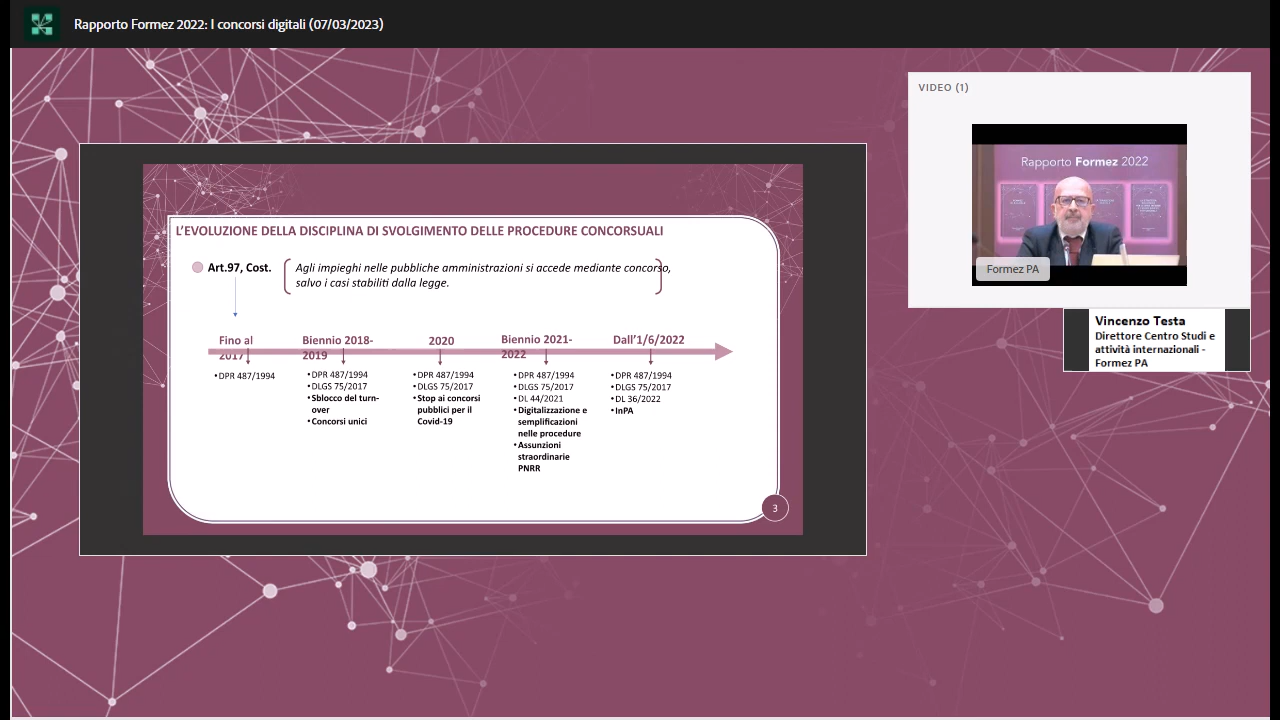 Rapporto Formez 2022: I concorsi digitali (07/03/2023)
VIDEO (1)
Rapporto Formez 2022
Formez PA
Vincenzo Testa
Direttore Centro Studi e
attività internazionali -
Formez PA
L'EVOLUZIONE DELLA DISCIPLINA DI SVOLGIMENTO DELLE PROCEDURE CONCORSUALI
Art.97, Cost.
Agli impieghi nelle pubbliche amministrazioni si accede mediante concorso,
salvo i casi stabiliti dalla legge.
Fino al
2017
•DPR 487/1994
Biennio 2018-
2019
•DPR 487/1994
•DLGS 75/2017
•Sblocco del turn-
over
•Concorsi unici
2020
•DPR 487/1994
•DLGS 75/2017
•Stop ai concorsi
pubblici per il
Covid-19
Biennio 2021-
2022
•DPR 487/1994
•DLGS 75/2017
•DL 44/2021
•Digitalizzazione e
semplificazioni
nelle procedure
•Assunzioni
straordinarie
PNRR
Dall'1/6/2022
•DPR 487/1994
•DLGS 75/2017
•DL 36/2022
•InPA
3